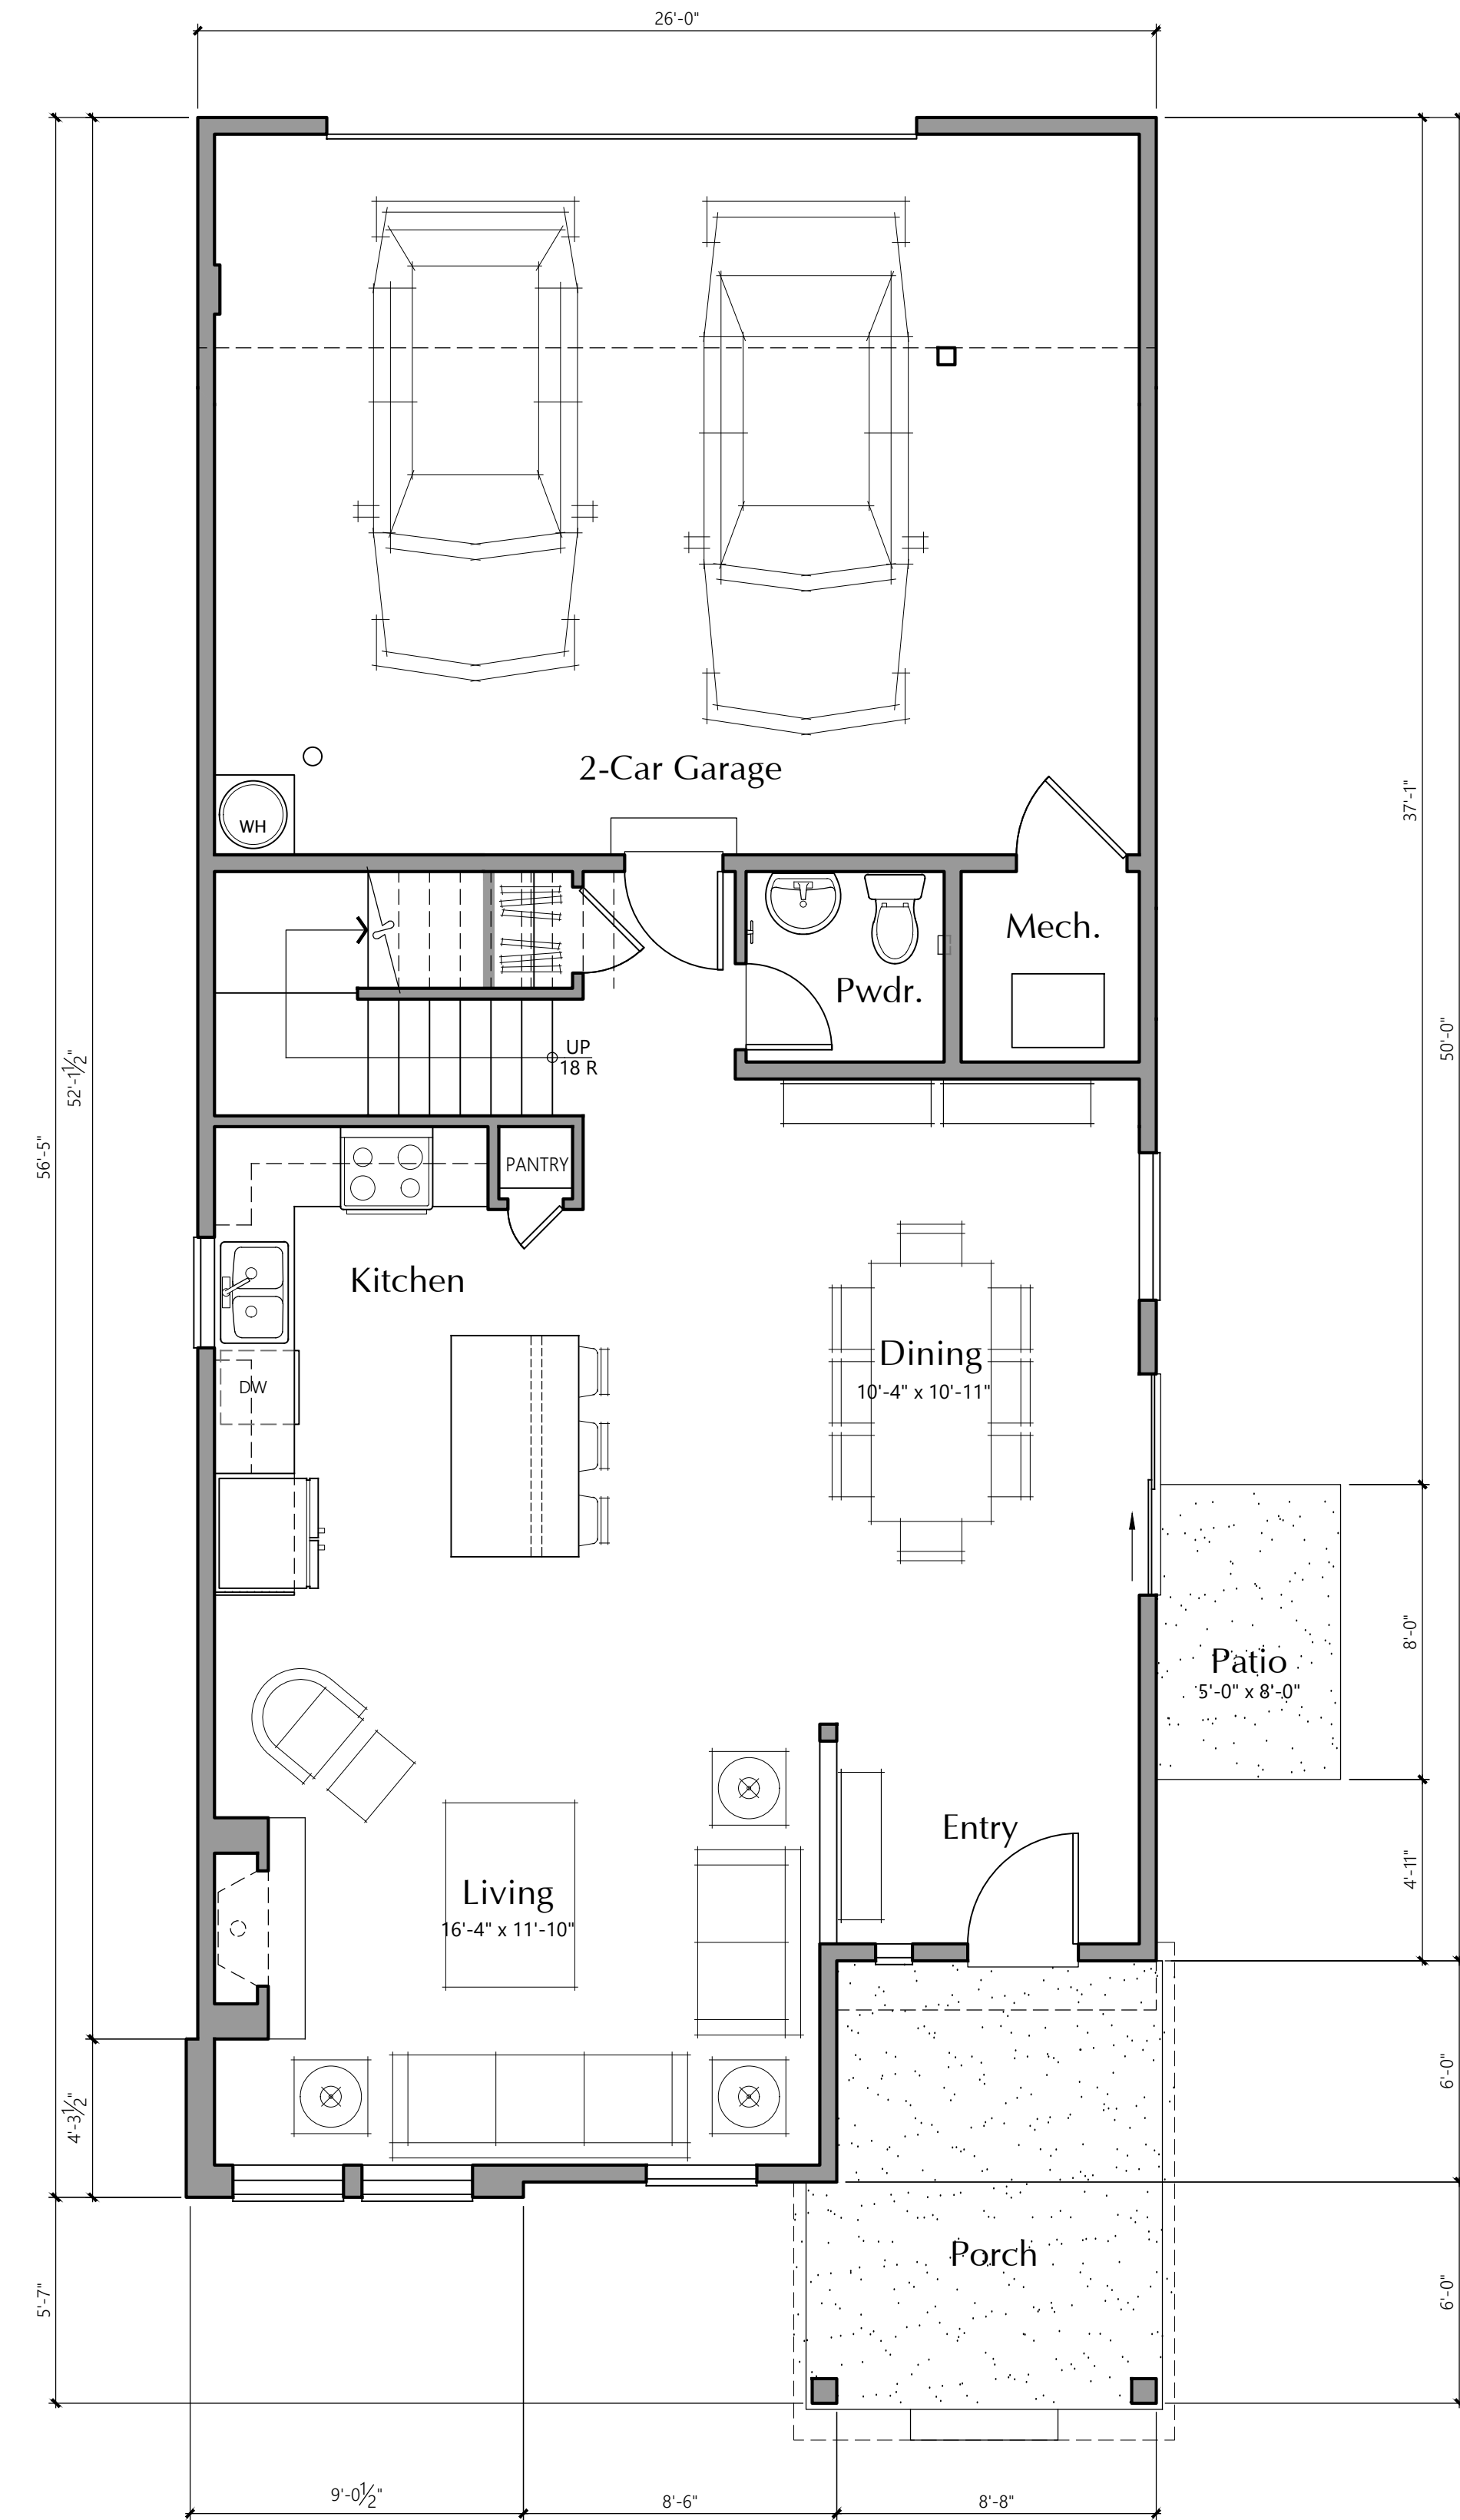 26'-0"
2-Car Garage
WH
37'-1"
Mech.
Pwdr.
UP
18 R
50'-0"
52'-1½"
56'-5"
PANTRY
Kitchen
Dining
10'-4" x 10'-11"
DW
8'-0"
Patio
5'-0" x 8'-0"
Entry
4'-11"
Living
16'-4" x 11'-10"
6'-0"
4'-3½"
Porch
5'-7"
6'-0"
9'-0½"
8'-6"
8'-8"